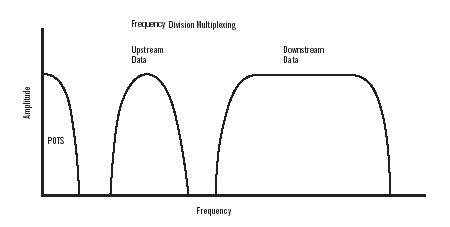 Frequency Division Multiplexing
Upstream
Data
Downstream
Data
Amplitude
POTS
Frequency